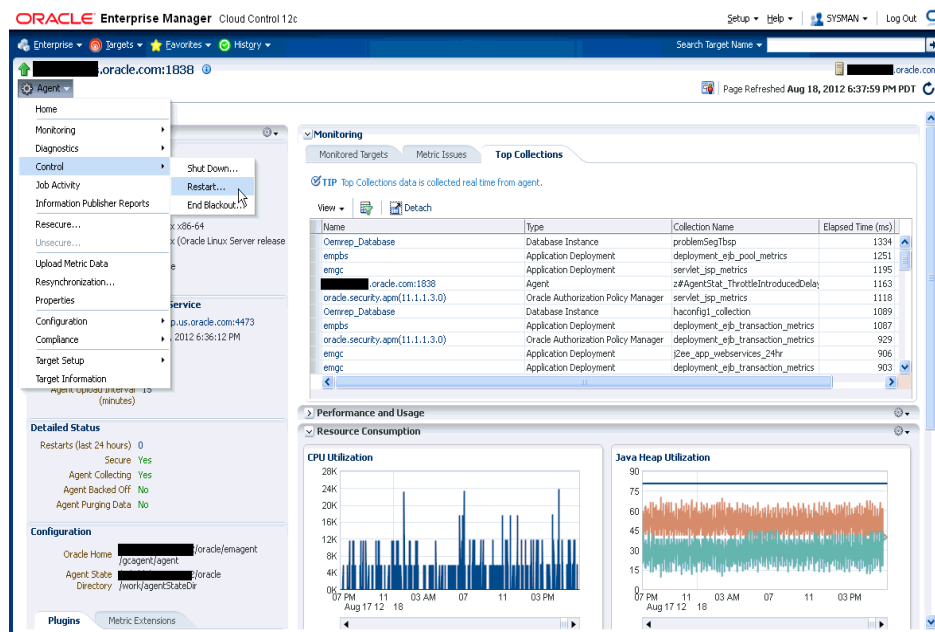 ORACLE Enterprise Manager Cloud Control 12c
Setup Help SYSMAN Log Out
Enterprise Targets Favorites History Search Target Name
.oracle.com:1838
.oracle.com
Agent
Page Refreshed Aug 18, 2012 6:37:59 PM PDT
Home
Monitoring
Diagnostics
Control
Job Activity
Information Publisher Reports
Resecure...
Unsecure...
Upload Metric Data
Resynchronization...
Properties
Configuration
Compliance
Target Setup
Target Information
Shut Down...
Restart...
End Blackout...
x86-64
(Oracle Linux Server release
Service
.us.oracle.com:4473
, 2012 6:36:12 PM
Agent Upload Interval 15
(minutes)
Detailed Status
Restarts (last 24 hours) 0
Secure Yes
Agent Collecting Yes
Agent Backed Off No
Agent Purging Data No
Configuration
Oracle Home /oracle/emagent
/gcagent/agent
Agent State /oracle
Directory /work/agentStateDir
Plugins Metric Extensions
Monitoring
Monitored Targets Metric Issues Top Collections
TIP Top Collections data is collected real time from agent.
View Detach
Name Type Collection Name Elapsed Time (ms)
Oemrep_Database Database Instance problemSegTbsp 1334
empbs Application Deployment deployment_ejb_pool_metrics 1251
emgc Application Deployment servlet_jsp_metrics 1195
.oracle.com:1838 Agent z#AgentStat_ThrottleIntroducedDelay 1163
oracle.security.apm(11.1.1.3.0) Oracle Authorization Policy Manager servlet_jsp_metrics 1118
Oemrep_Database Database Instance haconfig1_collection 1089
empbs Application Deployment deployment_ejb_transaction_metrics 1087
oracle.security.apm(11.1.1.3.0) Oracle Authorization Policy Manager deployment_ejb_transaction_metrics 929
emgc Application Deployment j2ee_app_webservices_24hr 906
emgc Application Deployment deployment_ejb_transaction_metrics 903
Performance and Usage
Resource Consumption
CPU Utilization
28K
24K
20K
16K
12K
8K
4K
0K
07 PM 11 03 AM 07 11 03 PM
Aug 17 12 18
Java Heap Utilization
90
75
60
45
30
15
0
07 PM 11 03 AM 07 11 03 PM
Aug 17 12 18